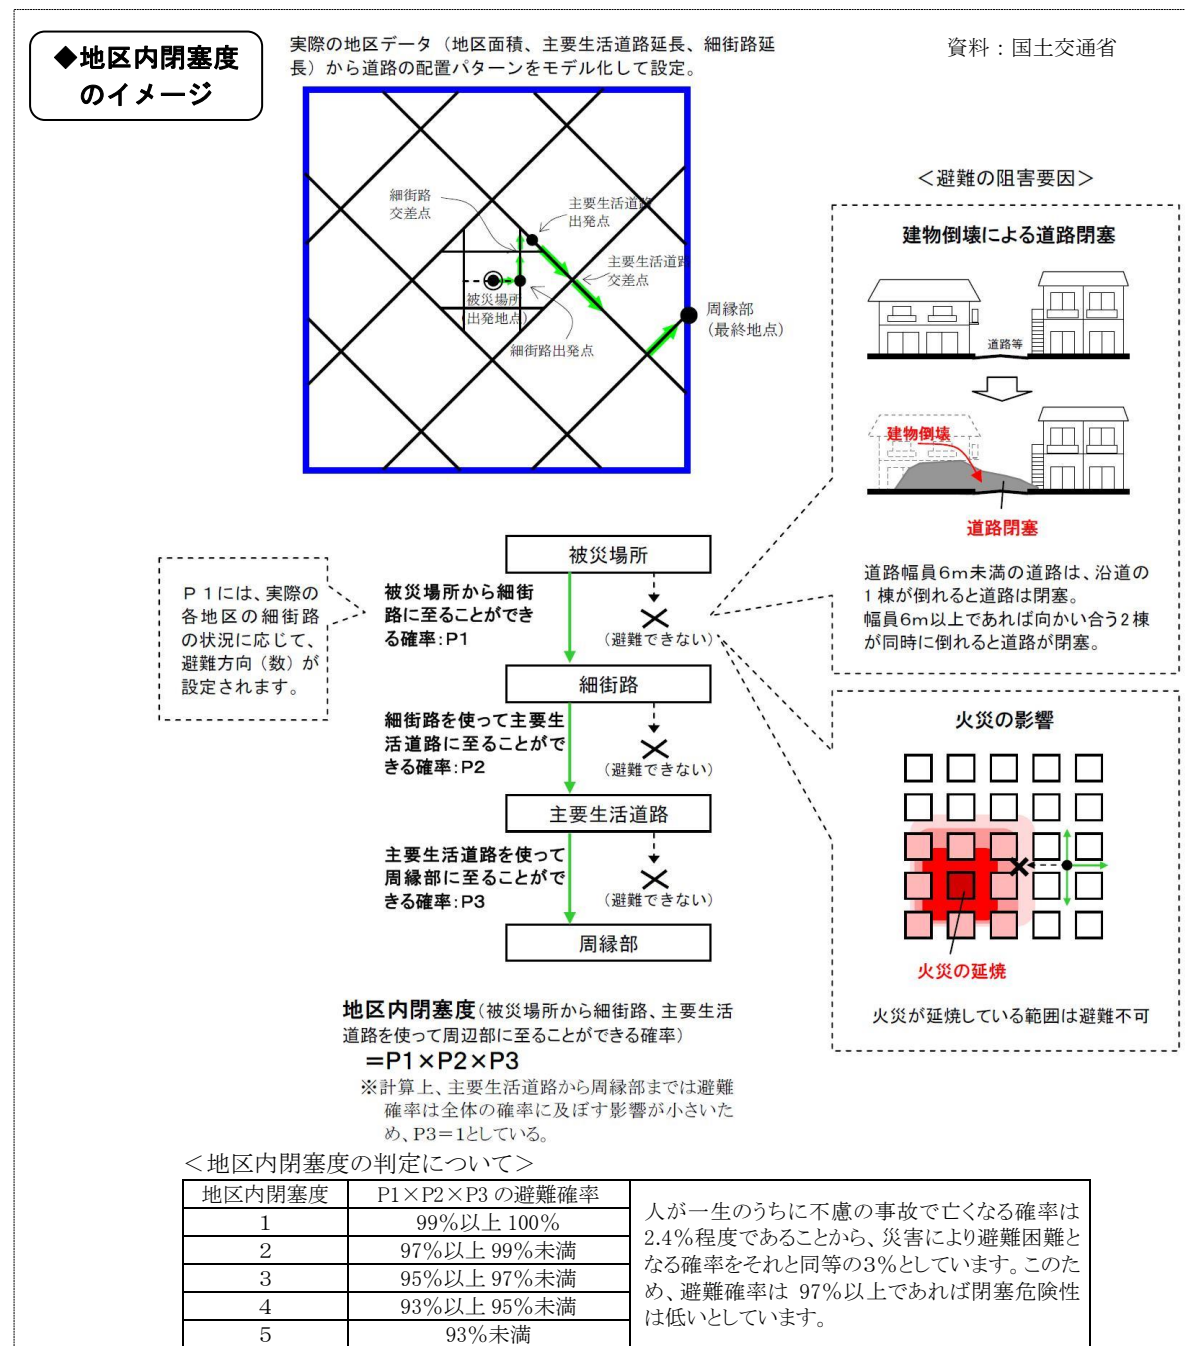 ◆地区内閉塞度
のイメージ
実際の地区データ（地区面積、主要生活道路延長、細街路延
長）から道路の配置パターンをモデル化して設定。
資料：国土交通省
細街路
交差点
主要生活道路
出発点
主要生活道路
交差点
被災場所
(出発地点)
細街路出発点
周縁部
(最終地点)
＜避難の阻害要因＞
建物倒壊による道路閉塞
道路等
建物倒壊
道路閉塞
道路幅員6m未満の道路は、沿道の
1棟が倒れると道路は閉塞。
幅員6m以上であれば向かい合う2棟
が同時に倒れると道路が閉塞。
被災場所
P1には、実際の
各地区の細街路
の状況に応じて、
避難方向（数）が
設定されます。
被災場所から細街
路に至ることができ
る確率：P1
(避難できない)
細街路
細街路を使って主要生
活道路に至ることがで
きる確率：P2
(避難できない)
主要生活道路
主要生活道路を使って
周縁部に至ることがで
きる確率：P3
(避難できない)
周縁部
火災の影響
火災の延焼
火災が延焼している範囲は避難不可
地区内閉塞度(被災場所から細街路、主要生活
道路を使って周辺部に至ることができる確率)
＝P1×P2×P3
※計算上、主要生活道路から周縁部までは避難
確率は全体の確率に及ぼす影響が小さいた
め、P3＝1としている。
＜地区内閉塞度の判定について＞
地区内閉塞度 P1×P2×P3 の避難確率
1 99％以上 100％
2 97％以上 99％未満
3 95％以上 97％未満
4 93％以上 95％未満
5 93％未満
人が一生のうちに不慮の事故で亡くなる確率は
2.4％程度であることから、災害により避難困難と
なる確率をそれと同等の3％としています。このた
め、避難確率は 97％以上であれば閉塞危険性
は低いとしています。